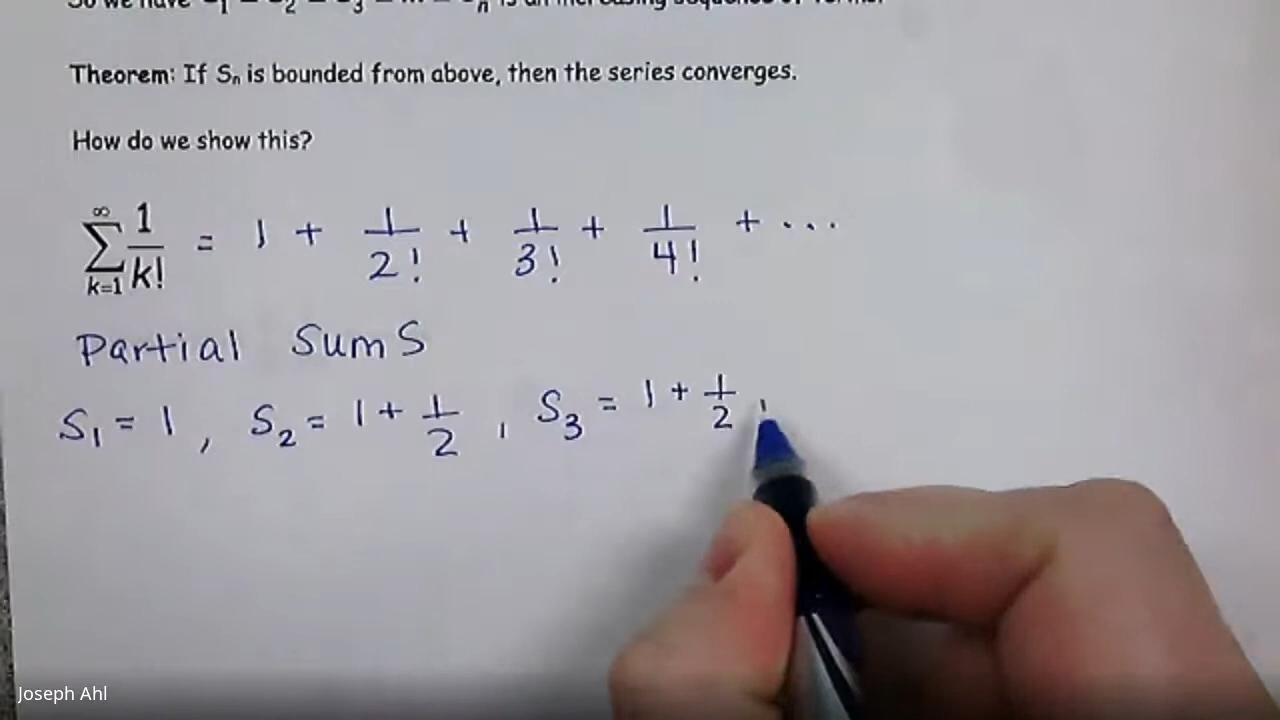 Theorem: If Sₙ is bounded from above, then the series converges.
How do we show this?
∑_{k=1}^{∞} 1/k! = 1 + 1/2! + 1/3! + 1/4! + ...
Partial Sums
S₁ = 1, S₂ = 1 + 1/2, S₃ = 1 + 1/2
Joseph Ahl